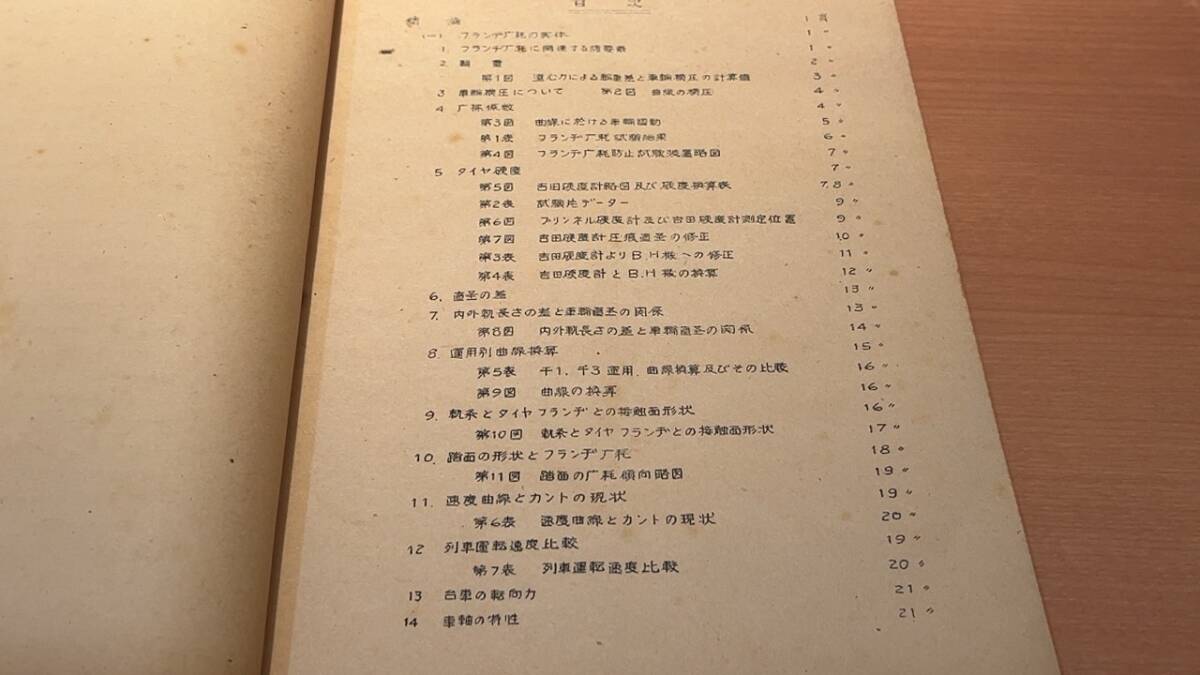 目 次
緒 論 1 頁
(一) フランヂ广耗の実体 1 〃
1. フランヂ广耗に関連する諸要素 1 〃
2. 輪 重 2 〃
第1図 遠心力による輪重差と車輪横圧の計算値 3 〃
3 車輪横圧について 第2図 曲線の横圧 4 〃
4 广擦係数 4 〃
第3図 曲線に於ける車輪運動 5 〃
第1表 フランヂ广耗試験結果 6 〃
第4図 フランヂ广耗防止試験装置略図 7 〃
5 タイヤ硬度 7 〃
第5図 吉田硬度計略図及び硬度換算表 7,8 〃
第2表 試験片データー 9 〃
第6図 ブリンネル硬度計及び吉田硬度計測定位置 9 〃
第7図 吉田硬度計圧痕直圣の修正 10 〃
第3表 吉田硬度計よりB.H機への修正 11 〃
第4表 吉田硬度計とB.H機の換算 12 〃
6. 直圣の差 13 〃
7. 内外軌長さの差と車輪直圣の関係 13 〃
第8図 内外軌長さの差と車輪直圣の関係 14 〃
8. 運用別曲線換算 15 〃
第5表 千1,千3運用.曲線換算及びその比較 16 〃
第9図 曲線の換算 16 〃
9. 軌条とタイヤフランヂとの接触面形状 16 〃
第10図 軌条とタイヤフランヂとの接触面形状 17 〃
10. 踏面の形状とフランヂ广耗 18 〃
第11図 踏面の广耗傾向略図 19 〃
11. 速度曲線とカントの現状 19 〃
第6表 速度曲線とカントの現状 20 〃
12 列車運転速度比較 19 〃
第7表 列車運転速度比較 20 〃
13 台車の転向力 21 〃
14 車軸の特性 21 〃